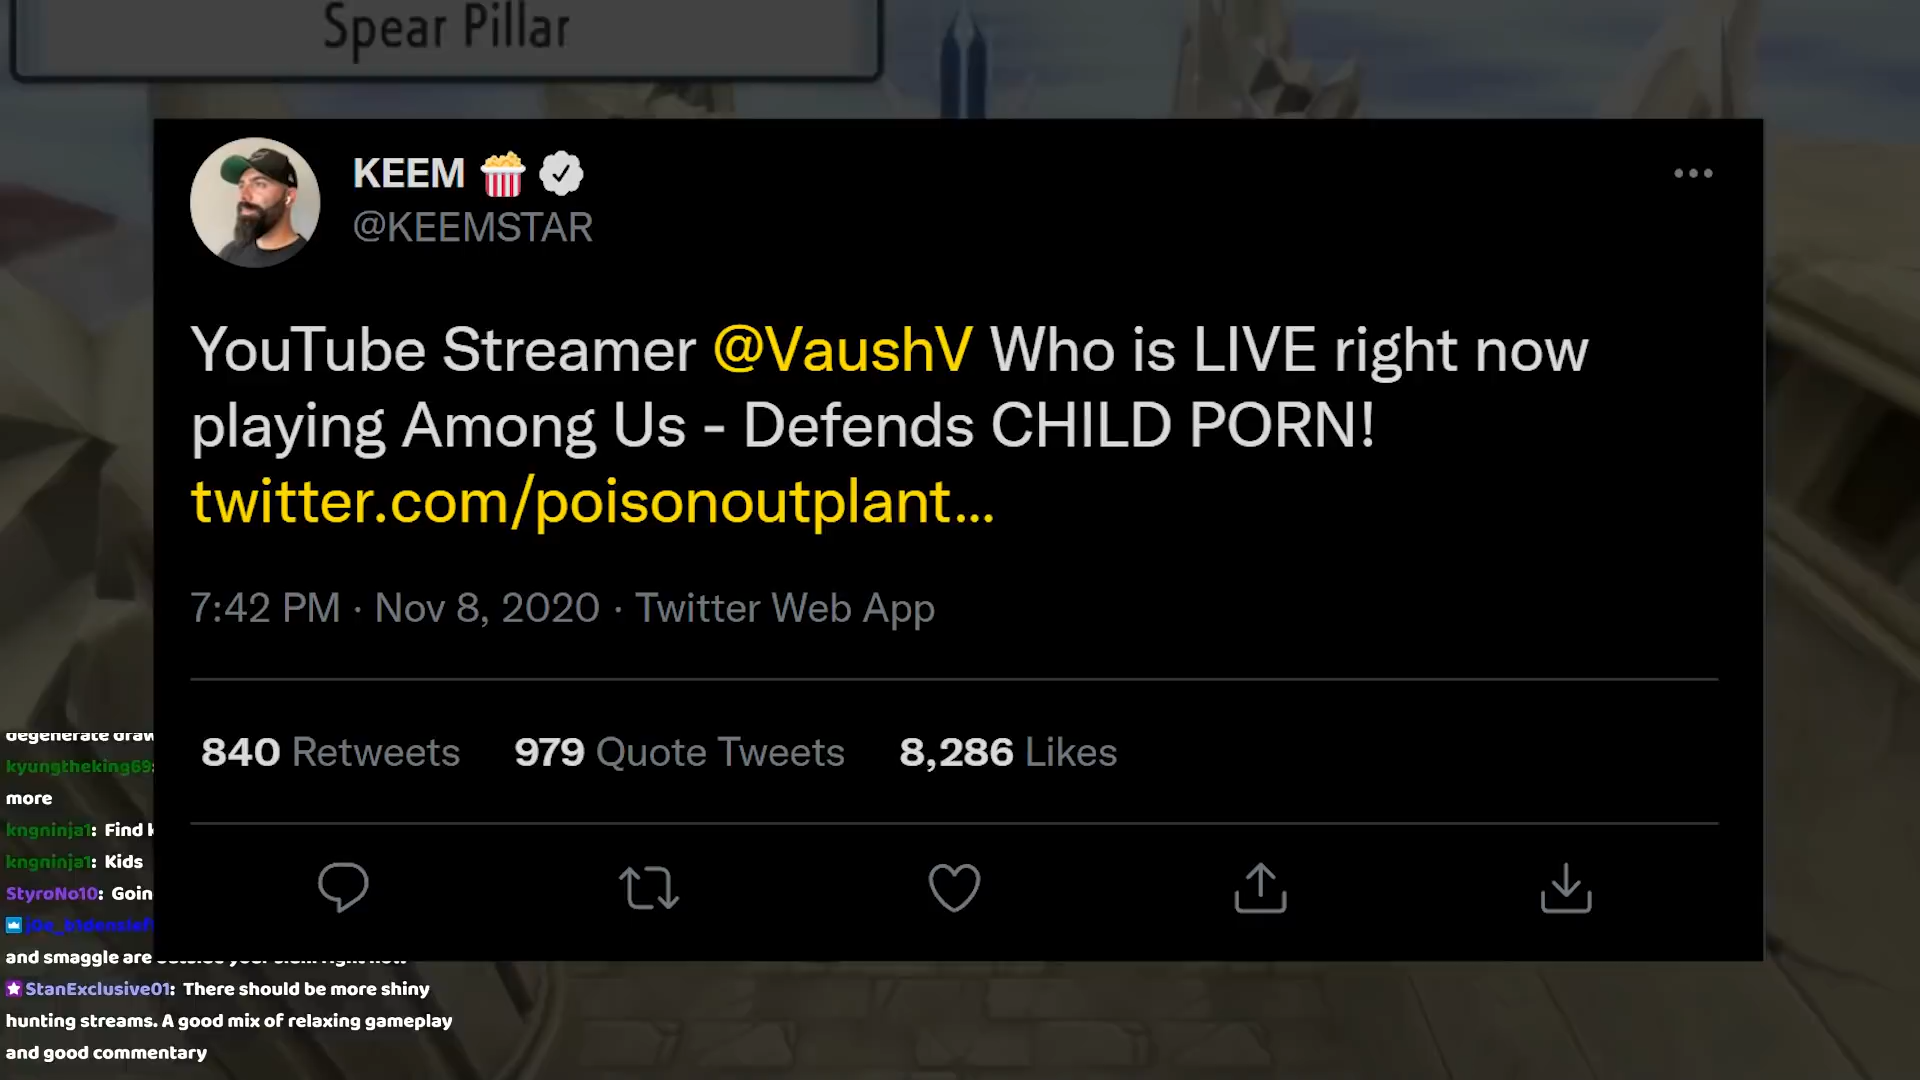 Spear Pillar
KEEM
@KEEMSTAR
YouTube Streamer @VaushV Who is LIVE right now
playing Among Us - Defends CHILD PORN!
twitter.com/poisonoutplant...
7:42 PM · Nov 8, 2020 · Twitter Web App
840 Retweets 979 Quote Tweets 8,286 Likes
degenerate draw
kyungtheking69:
more
kngninja1: Find
kngninja1: Kids
StyroNo10: Goin
and smaggle are
StanExclusive01: There should be more shiny
hunting streams. A good mix of relaxing gameplay
and good commentary